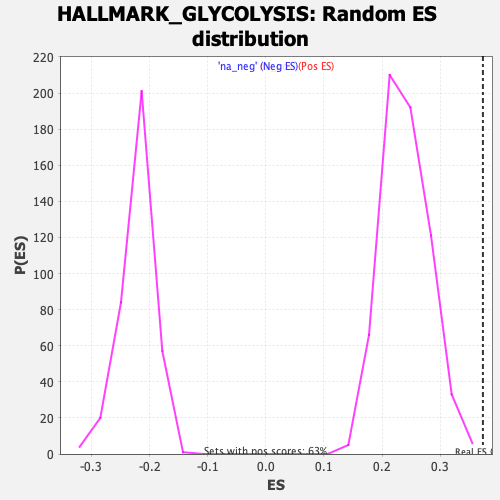 HALLMARK_GLYCOLYSIS: Random ES
distribution
'na_neg' (Neg ES)(Pos ES)
220
200
180
160
140
120
100
80
60
40
20
0
P(ES)
Sets with pos scores: 63%
Real ES
-0.3 -0.2 -0.1 0.0 0.1 0.2 0.3
ES